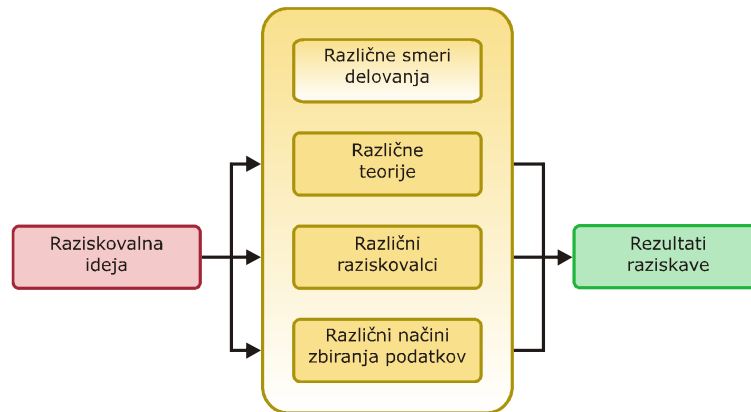 Različne smeri
delovanja
Različne
teorije
Raziskovalna
ideja
Različni
raziskovalci
Rezultati
raziskave
Različni načini
zbiranja podatkov